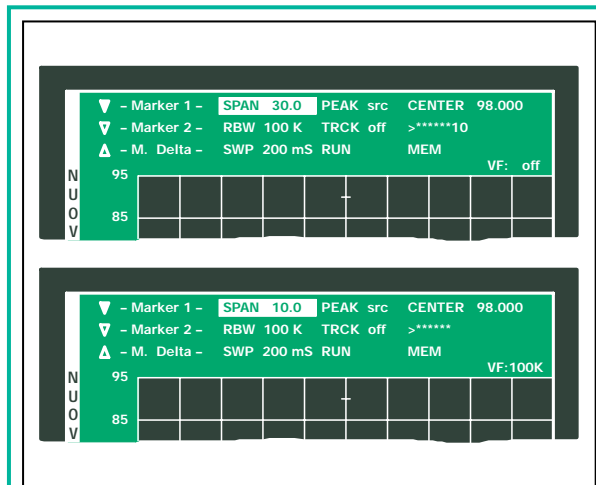 – Marker 1 – SPAN 30.0 PEAK src CENTER 98.000
– Marker 2 – RBW 100 K TRCK off >******10
– M. Delta – SWP 200 mS RUN MEM
VF: off
95
85
NUOV
– Marker 1 – SPAN 10.0 PEAK src CENTER 98.000
– Marker 2 – RBW 100 K TRCK off >******
– M. Delta – SWP 200 mS RUN MEM
VF:100K
95
85
NUOV